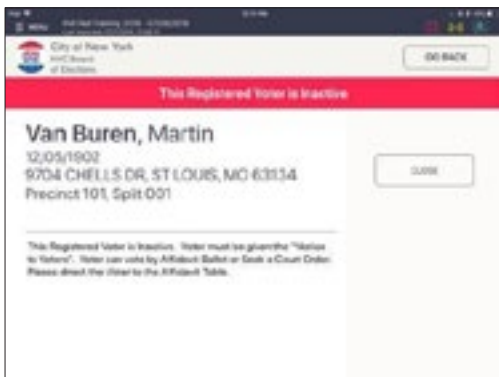 MENU
City of New York
NYC Board
of Elections
GO BACK
This Registered Voter is Inactive
Van Buren, Martin
12/05/1902
9704 CHELLS DR, ST LOUIS, MO 63134
Precinct 101, Split 001
CLOSE
This Registered Voter is Inactive. Voter must be given the "Notice
to Voters". Voter can vote by Affidavit Ballot or Seek a Court Order.
Please direct the Voter to the Affidavit Table.